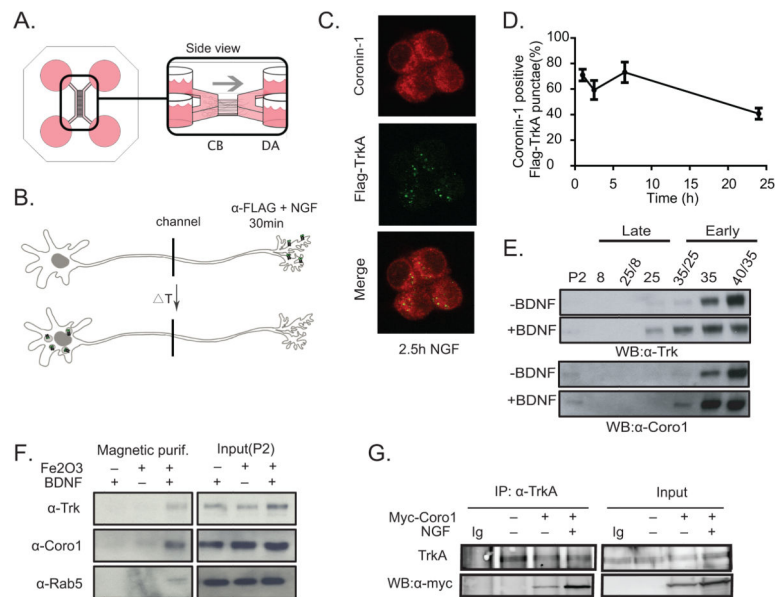 A.
Side view
CB DA
B.
channel
α-FLAG + NGF
30min
△T
C.
Coronin-1
Flag-TrkA
Merge
2.5h NGF
D.
Coronin-1 positive
Flag-TrkA punctae(%)
100
80
60
40
20
0
0 5 10 15 20 25
Time (h)
E.
Late Early
P2 8 25/8 25 35/25 35 40/35
-BDNF
+BDNF
WB:α-Trk
-BDNF
+BDNF
WB:α-Coro1
F.
Magnetic purif. Input(P2)
Fe2O3 – + + – + +
BDNF + – + + – +
α-Trk
α-Coro1
α-Rab5
G.
IP: α-TrkA Input
Myc-Coro1 – + + – + +
NGF Ig – – + Ig – – +
TrkA
WB:α-myc